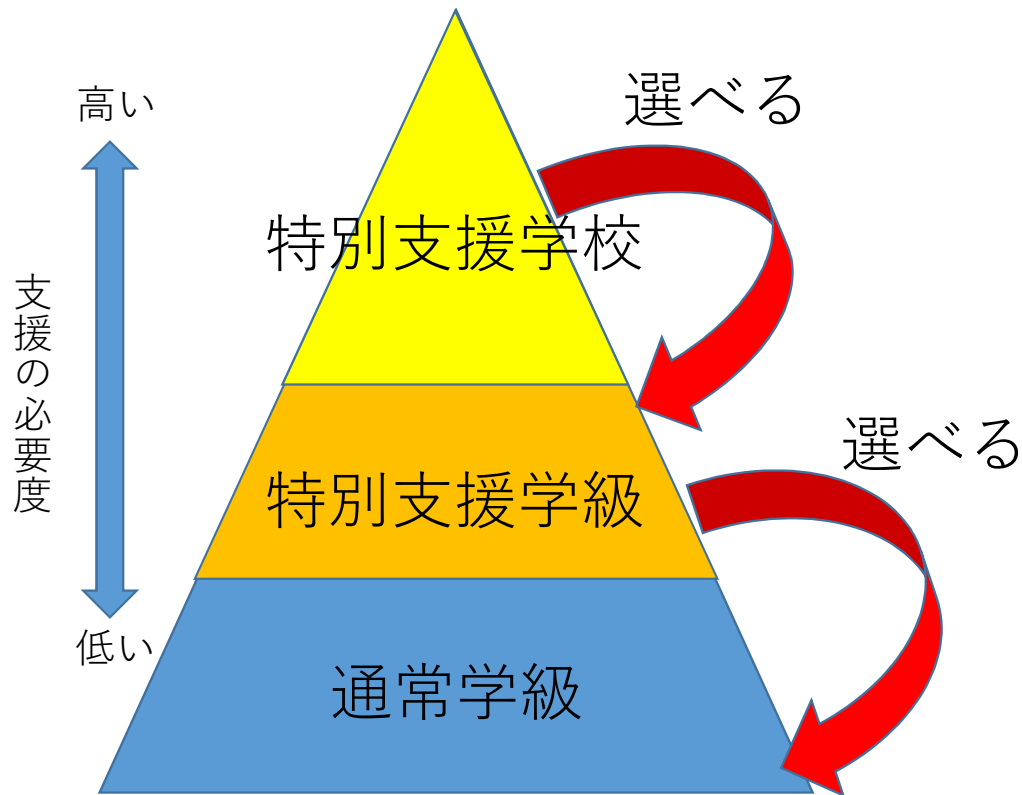 高い
選べる
特別支援学校
支援の必要度
選べる
特別支援学級
低い
通常学級